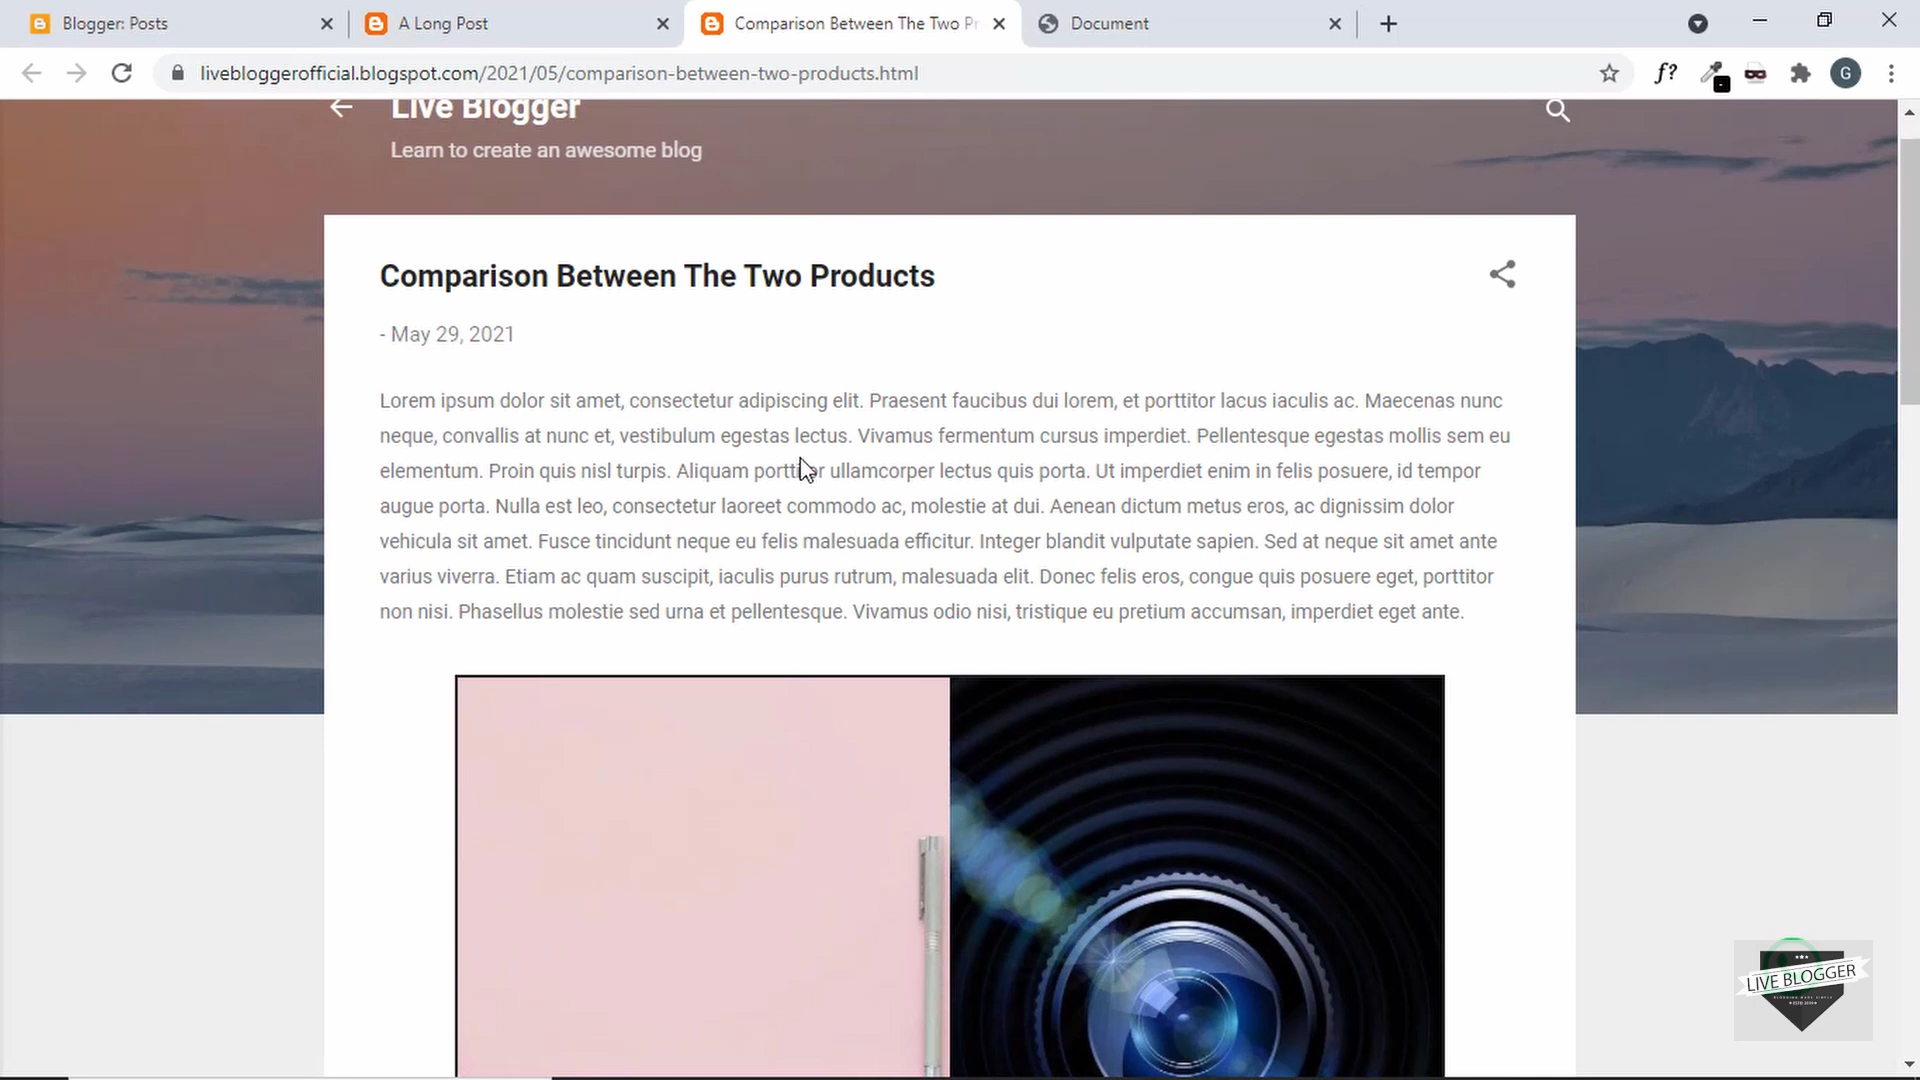 Blogger: Posts
A Long Post
Comparison Between The Two Pr
Document
livebloggerofficial.blogspot.com/2021/05/comparison-between-two-products.html
f?
G
Live Blogger
Learn to create an awesome blog
Comparison Between The Two Products
- May 29, 2021
Lorem ipsum dolor sit amet, consectetur adipiscing elit. Praesent faucibus dui lorem, et porttitor lacus iaculis ac. Maecenas nunc
neque, convallis at nunc et, vestibulum egestas lectus. Vivamus fermentum cursus imperdiet. Pellentesque egestas mollis sem eu
elementum. Proin quis nisl turpis. Aliquam porttitor ullamcorper lectus quis porta. Ut imperdiet enim in felis posuere, id tempor
augue porta. Nulla est leo, consectetur laoreet commodo ac, molestie at dui. Aenean dictum metus eros, ac dignissim dolor
vehicula sit amet. Fusce tincidunt neque eu felis malesuada efficitur. Integer blandit vulputate sapien. Sed at neque sit amet ante
varius viverra. Etiam ac quam suscipit, iaculis purus rutrum, malesuada elit. Donec felis eros, congue quis posuere eget, porttitor
non nisi. Phasellus molestie sed urna et pellentesque. Vivamus odio nisi, tristique eu pretium accumsan, imperdiet eget ante.
LIVE BLOGGER